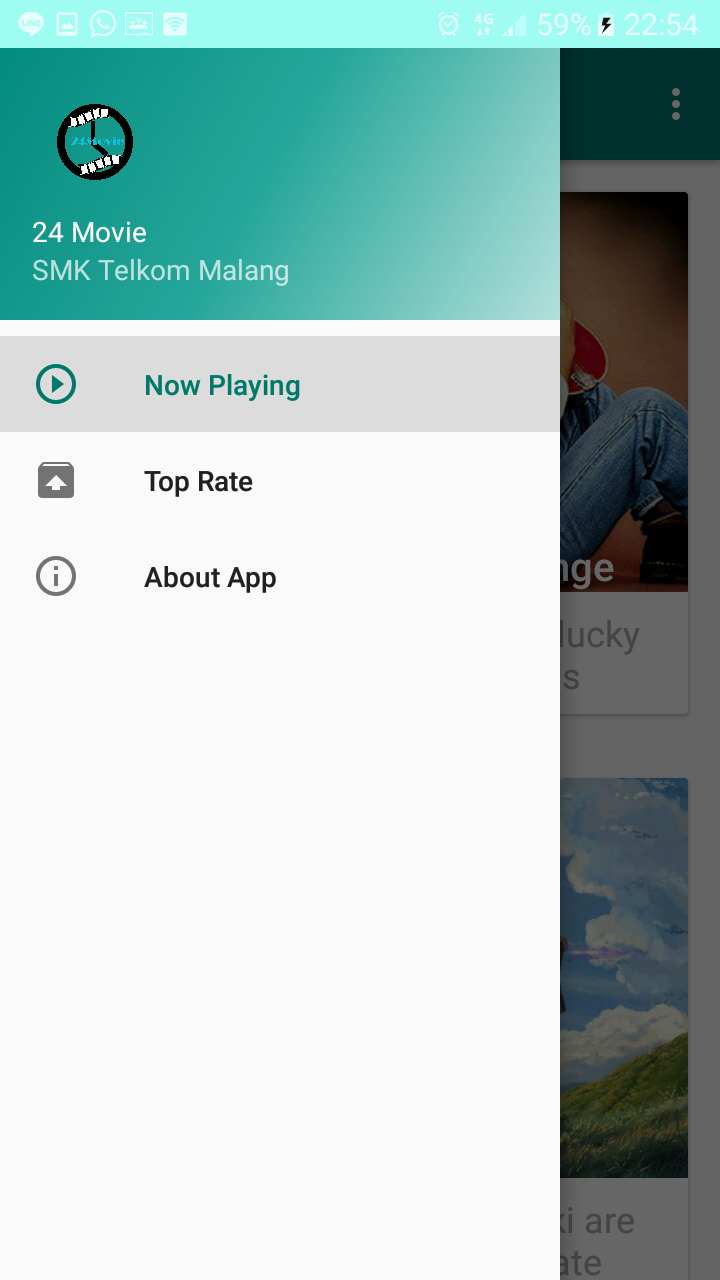 LINE
4G
59%
22:54
24Movie
24 Movie
SMK Telkom Malang
Now Playing
Top Rate
About App
nge
lucky
s
ki are
ate